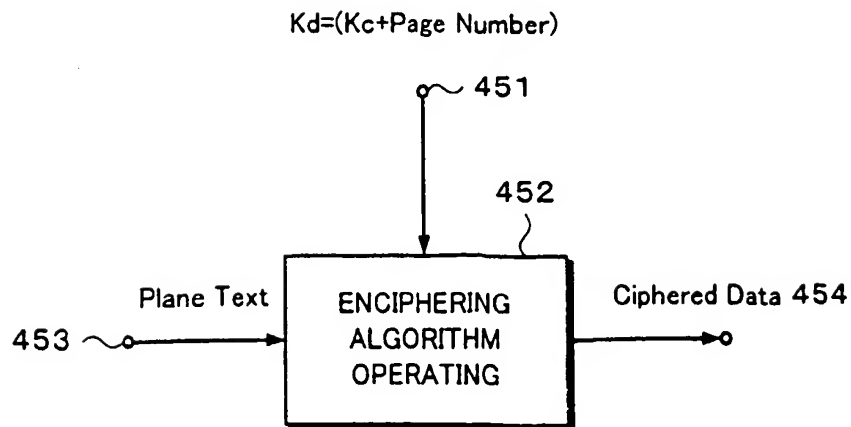 Kd=(Kc+Page Number)
451
452
Plane Text
ENCIPHERING
ALGORITHM
OPERATING
Ciphered Data 454
453